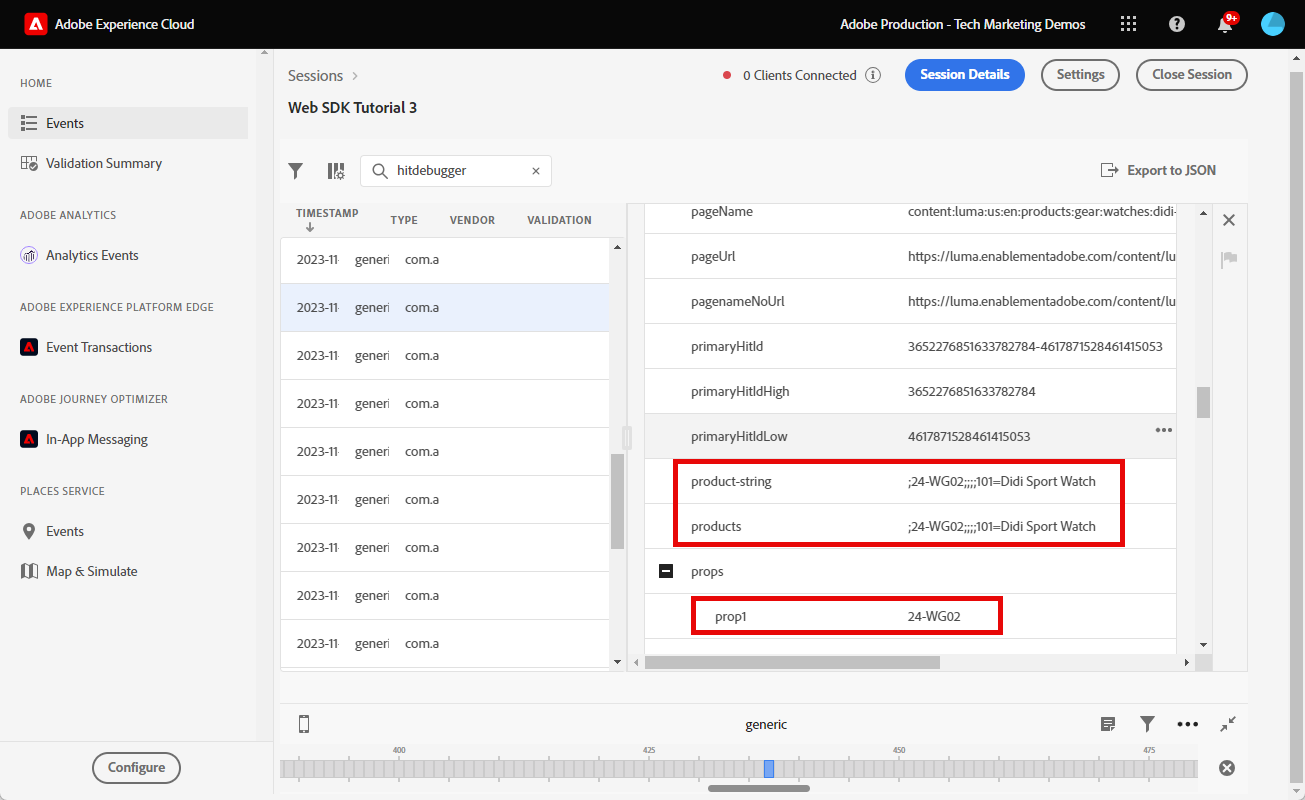 Adobe Experience Cloud
Adobe Production - Tech Marketing Demos
9+
HOME
Events
Validation Summary
ADOBE ANALYTICS
Analytics Events
ADOBE EXPERIENCE PLATFORM EDGE
Event Transactions
ADOBE JOURNEY OPTIMIZER
In-App Messaging
PLACES SERVICE
Events
Map & Simulate
Configure
Sessions
0 Clients Connected
Session Details
Settings
Close Session
Web SDK Tutorial 3
hitdebugger
Export to JSON
TIMESTAMP TYPE VENDOR VALIDATION
2023-11- generi com.a
2023-11- generi com.a
2023-11- generi com.a
2023-11- generi com.a
2023-11- generi com.a
2023-11- generi com.a
2023-11- generi com.a
2023-11- generi com.a
2023-11- generi com.a
pageName content:luma:us:en:products:gear:watches:didi-
pageUrl https://luma.enablementadobe.com/content/lu
pagenameNoUrl https://luma.enablementadobe.com/content/lu
primaryHitId 3652276851633782784-4617871528461415053
primaryHitIdHigh 3652276851633782784
primaryHitIdLow 4617871528461415053
product-string ;24-WG02;;;;101=Didi Sport Watch
products ;24-WG02;;;;101=Didi Sport Watch
props
prop1 24-WG02
generic
400 425 450 475